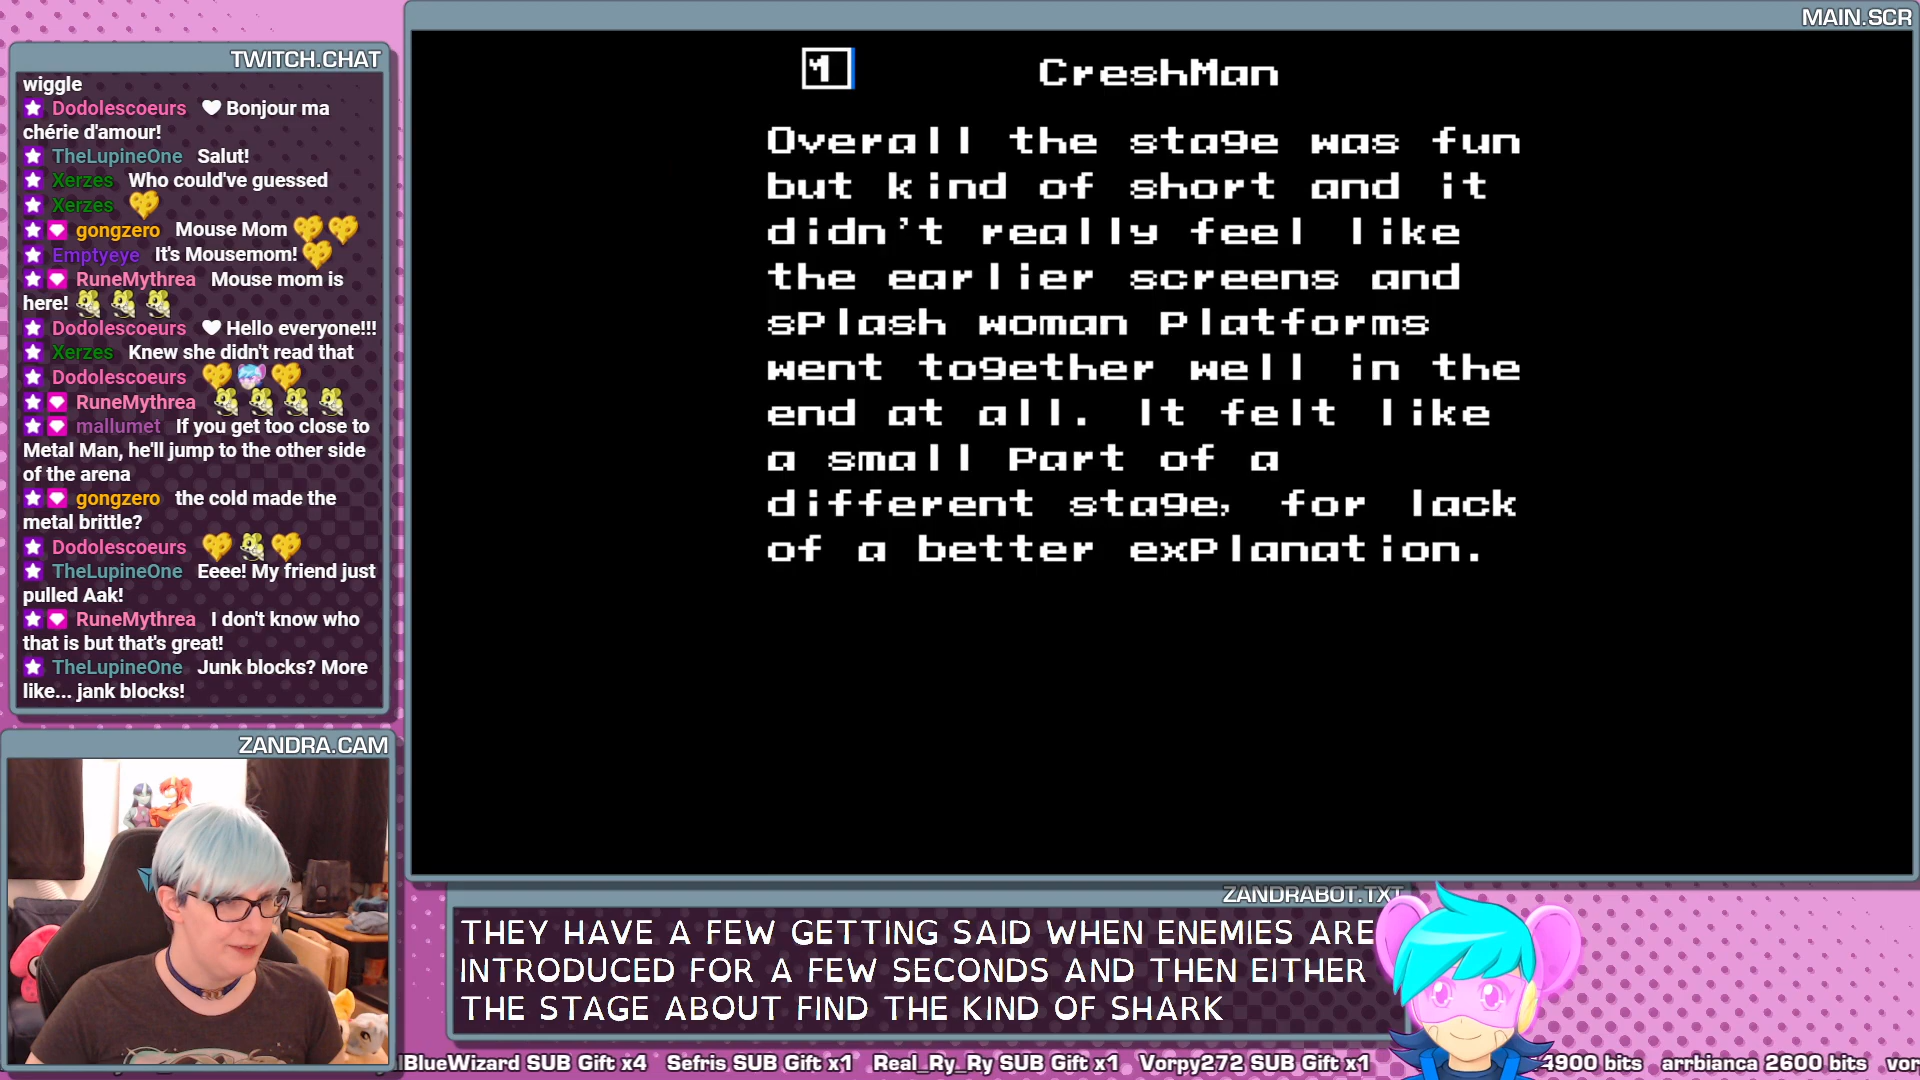 MAIN.SCR
TWITCH.CHAT
wiggle
Dodolescoeurs Bonjour ma
chérie d'amour!
TheLupineOne Salut!
Xerzes Who could've guessed
Xerzes
gongzero Mouse Mom
Emptyeye It's Mousemom!
RuneMythrea Mouse mom is
here!
Dodolescoeurs Hello everyone!!!
Xerzes Knew she didn't read that
Dodolescoeurs
RuneMythrea
mallumet If you get too close to
Metal Man, he'll jump to the other side
of the arena
gongzero the cold made the
metal brittle?
Dodolescoeurs
TheLupineOne Eeee! My friend just
pulled Aak!
RuneMythrea I don't know who
that is but that's great!
TheLupineOne Junk blocks? More
like... jank blocks!
CreshMan
Overall the stage was fun
but kind of short and it
didn't really feel like
the earlier screens and
splash woman Platforms
went together well in the
end at all. It felt like
a small Part of a
different stage, for lack
of a better exPlanation.
ZANDRA.CAM
ZANDRABOT.TXT
THEY HAVE A FEW GETTING SAID WHEN ENEMIES ARE
INTRODUCED FOR A FEW SECONDS AND THEN EITHER
THE STAGE ABOUT FIND THE KIND OF SHARK
lBlueWizard SUB Gift x4 Sefris SUB Gift x1 Real_Ry_Ry SUB Gift x1 Vorpy272 SUB Gift x1 4900 bits arrbianca 2600 bits vor